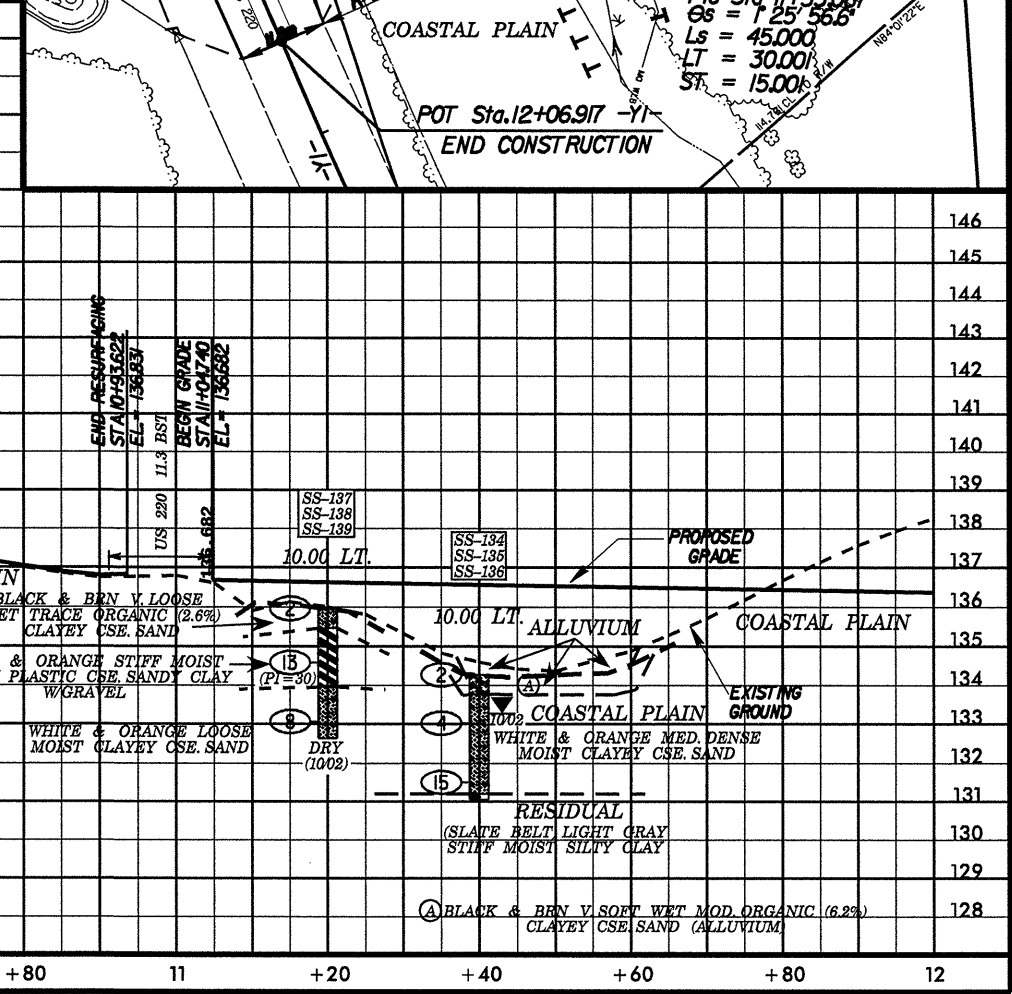 220
COASTAL PLAIN
θs = 1° 25' 56.6"
Ls = 45.000
LT = 30.001
ST = 15.001
N84°01'22"E
R/W
POT Sta. 12+06.917 -Y1-
END CONSTRUCTION
-Y1-
146
145
144
143
142
141
140
139
138
137
136
135
134
133
132
131
130
129
128
END RESURFACING
STA 10+93.622
EL = 136.831
US 220 11.3 BST
BEGIN GRADE
STA 11+04.740
EL = 136.682
136.682
SS-137
SS-138
SS-139
10.00 LT.
SS-134
SS-135
SS-136
10.00 LT.
PROPOSED
GRADE
BLACK & BRN V. LOOSE
WET TRACE ORGANIC (2.6%)
CLAYEY CSE. SAND
2
& ORANGE STIFF MOIST
PLASTIC CSE. SANDY CLAY
W/GRAVEL
13
(PI=30)
WHITE & ORANGE LOOSE
MOIST CLAYEY CSE. SAND
8
DRY
(10/02)
ALLUVIUM
2
A
4
15
10/02
COASTAL PLAIN
EXISTING
GROUND
COASTAL PLAIN
WHITE & ORANGE MED. DENSE
MOIST CLAYEY CSE. SAND
RESIDUAL
(SLATE BELT LIGHT GRAY
STIFF MOIST SILTY CLAY
A BLACK & BRN V. SOFT WET MOD. ORGANIC (6.2%)
CLAYEY CSE. SAND (ALLUVIUM)
+80 11 +20 +40 +60 +80 12